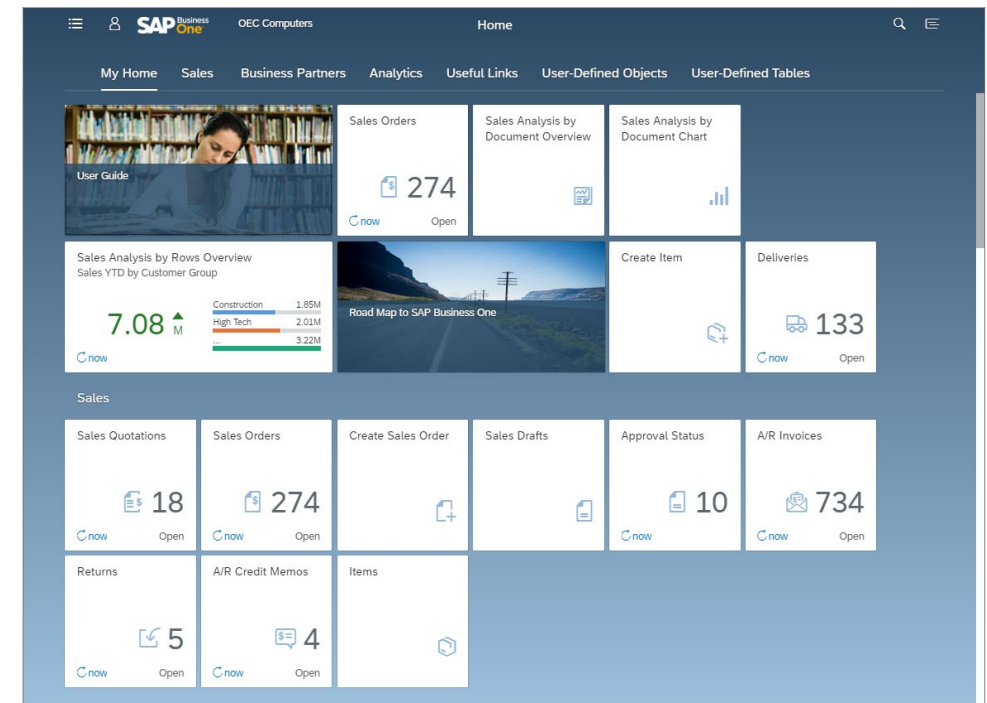 SAP Business One
OEC Computers
Home
My Home
Sales
Business Partners
Analytics
Useful Links
User-Defined Objects
User-Defined Tables
User Guide
Sales Orders
274
now
Open
Sales Analysis by
Document Overview
Sales Analysis by
Document Chart
Sales Analysis by Rows Overview
Sales YTD by Customer Group
7.08 M
Construction 1.85M
High Tech 2.01M
... 3.22M
now
Road Map to SAP Business One
Create Item
Deliveries
133
now
Open
Sales
Sales Quotations
$ 18
now
Open
Sales Orders
$ 274
now
Open
Create Sales Order
Sales Drafts
Approval Status
10
now
A/R Invoices
$ 734
now
Open
Returns
5
now
Open
A/R Credit Memos
$ 4
now
Open
Items